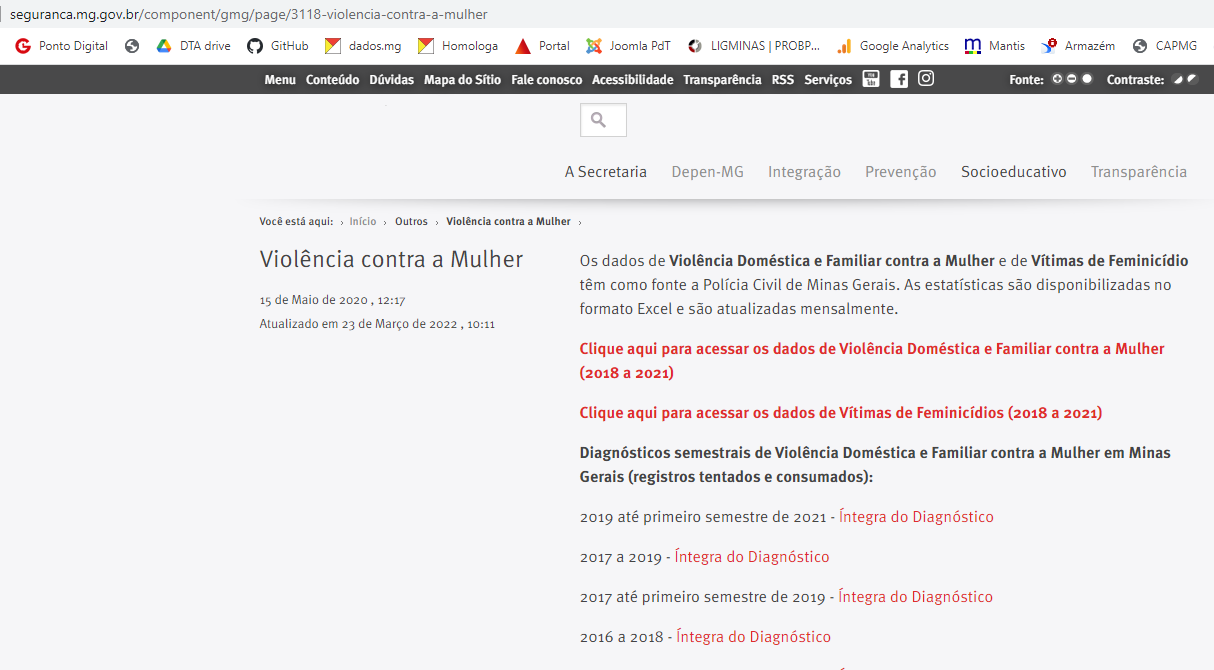 seguranca.mg.gov.br/component/gmg/page/3118-violencia-contra-a-mulher
Ponto Digital DTA drive GitHub dados.mg Homologa Portal Joomla PdT LIGMINAS | PROBP... Google Analytics Mantis Armazém CAPMG
Menu Conteúdo Dúvidas Mapa do Sítio Fale conosco Acessibilidade Transparência RSS Serviços Fonte: Contraste:
A Secretaria Depen-MG Integração Prevenção Socioeducativo Transparência
Você está aqui: › Início › Outros › Violência contra a Mulher ›
Violência contra a Mulher
15 de Maio de 2020 , 12:17
Atualizado em 23 de Março de 2022 , 10:11
Os dados de Violência Doméstica e Familiar contra a Mulher e de Vítimas de Feminicídio
têm como fonte a Polícia Civil de Minas Gerais. As estatísticas são disponibilizadas no
formato Excel e são atualizadas mensalmente.
Clique aqui para acessar os dados de Violência Doméstica e Familiar contra a Mulher
(2018 a 2021)
Clique aqui para acessar os dados de Vítimas de Feminicídios (2018 a 2021)
Diagnósticos semestrais de Violência Doméstica e Familiar contra a Mulher em Minas
Gerais (registros tentados e consumados):
2019 até primeiro semestre de 2021 - Íntegra do Diagnóstico
2017 a 2019 - Íntegra do Diagnóstico
2017 até primeiro semestre de 2019 - Íntegra do Diagnóstico
2016 a 2018 - Íntegra do Diagnóstico